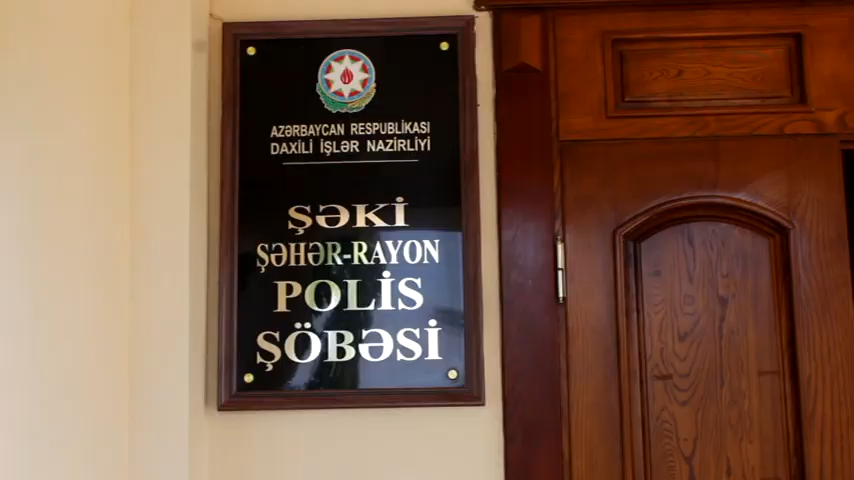 AZƏRBAYCAN RESPUBLİKASI
DAXİLİ İŞLƏR NAZİRLİYİ
ŞƏKİ
ŞƏHƏR-RAYON
POLİS
ŞÖBƏSİ